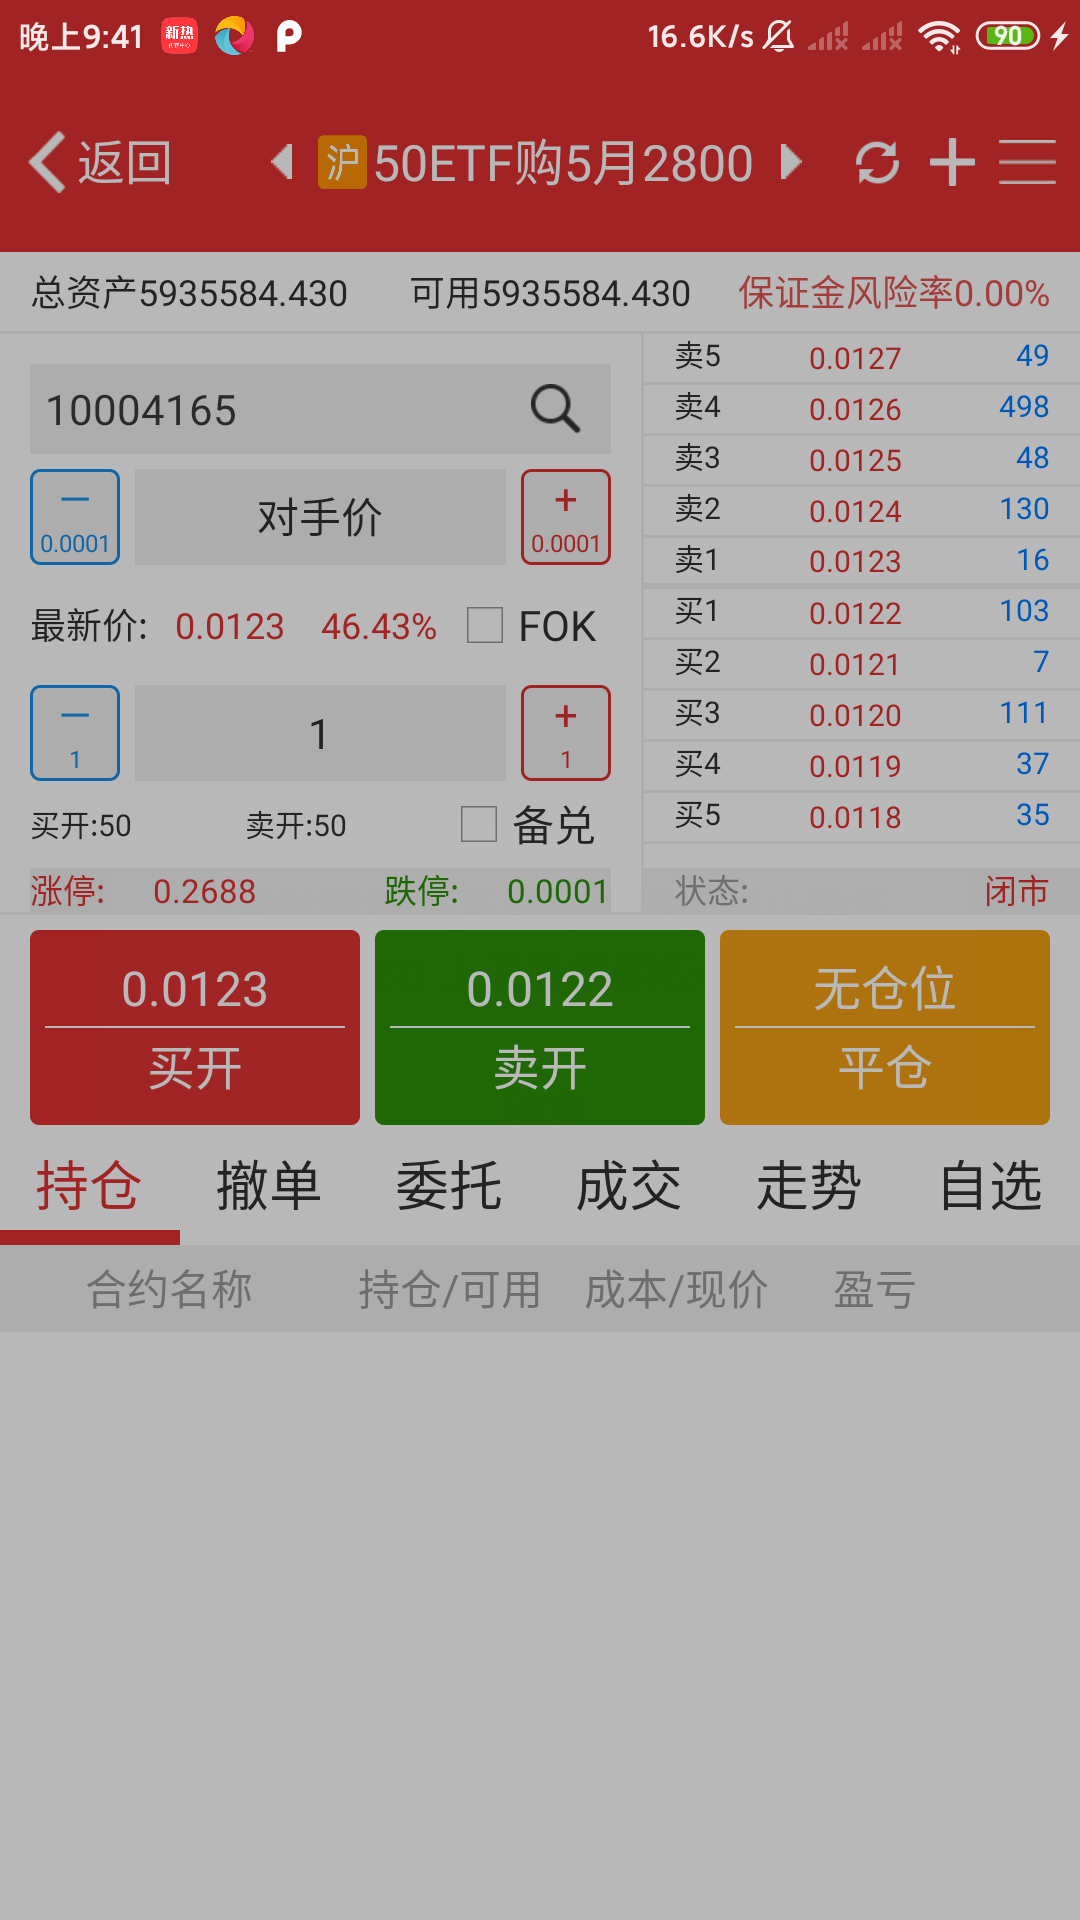 晚上9:41 新热 16.6K/s 90
返回 沪 50ETF购5月2800
总资产5935584.430 可用5935584.430 保证金风险率0.00%
10004165
— 0.0001 对手价 + 0.0001
最新价: 0.0123 46.43% FOK
— 1 1 + 1
买开:50 卖开:50 备兑
涨停: 0.2688 跌停: 0.0001
卖5 0.0127 49
卖4 0.0126 498
卖3 0.0125 48
卖2 0.0124 130
卖1 0.0123 16
买1 0.0122 103
买2 0.0121 7
买3 0.0120 111
买4 0.0119 37
买5 0.0118 35
状态: 闭市
0.0123 0.0122 无仓位
买开 卖开 平仓
持仓 撤单 委托 成交 走势 自选
合约名称 持仓/可用 成本/现价 盈亏